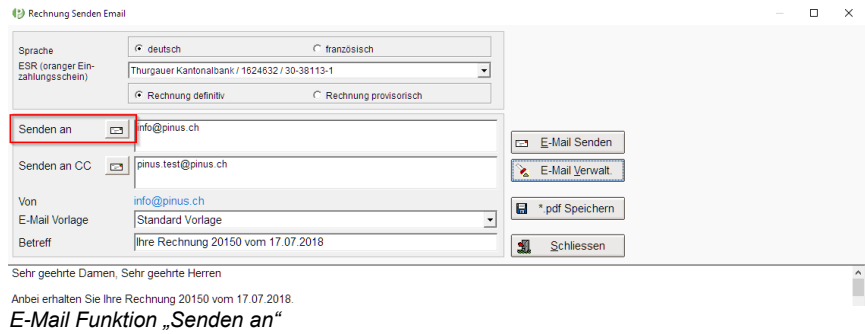 Rechnung Senden Email
Sprache
deutsch
französisch
ESR (oranger Ein-
zahlungsschein)
Thurgauer Kantonalbank / 1624632 / 30-38113-1
Rechnung definitiv
Rechnung provisorisch
Senden an
info@pinus.ch
Senden an CC
pinus.test@pinus.ch
Von
info@pinus.ch
E-Mail Vorlage
Standard Vorlage
Betreff
Ihre Rechnung 20150 vom 17.07.2018
E-Mail Senden
E-Mail Verwalt.
*.pdf Speichern
Schliessen
Sehr geehrte Damen, Sehr geehrte Herren
Anbei erhalten Sie Ihre Rechnung 20150 vom 17.07.2018.
E-Mail Funktion „Senden an“